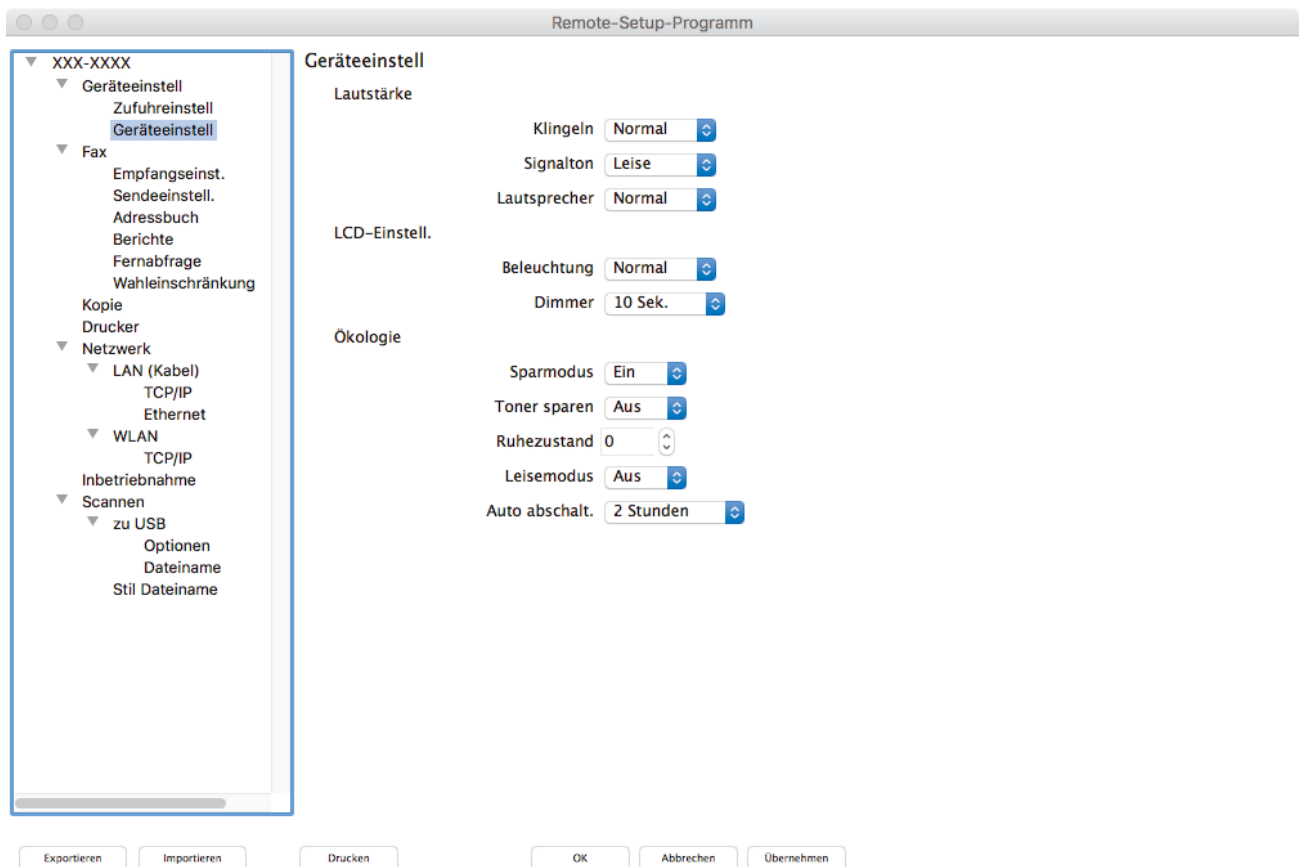 Remote-Setup-Programm
XXX-XXXX
Geräteeinstell
Zufuhreinstell
Geräteeinstell
Fax
Empfangseinst.
Sendeeinstell.
Adressbuch
Berichte
Fernabfrage
Wahleinschränkung
Kopie
Drucker
Netzwerk
LAN (Kabel)
TCP/IP
Ethernet
WLAN
TCP/IP
Inbetriebnahme
Scannen
zu USB
Optionen
Dateiname
Stil Dateiname
Geräteeinstell
Lautstärke
Klingeln Normal
Signalton Leise
Lautsprecher Normal
LCD-Einstell.
Beleuchtung Normal
Dimmer 10 Sek.
Ökologie
Sparmodus Ein
Toner sparen Aus
Ruhezustand 0
Leisemodus Aus
Auto abschalt. 2 Stunden
Exportieren Importieren Drucken OK Abbrechen Übernehmen